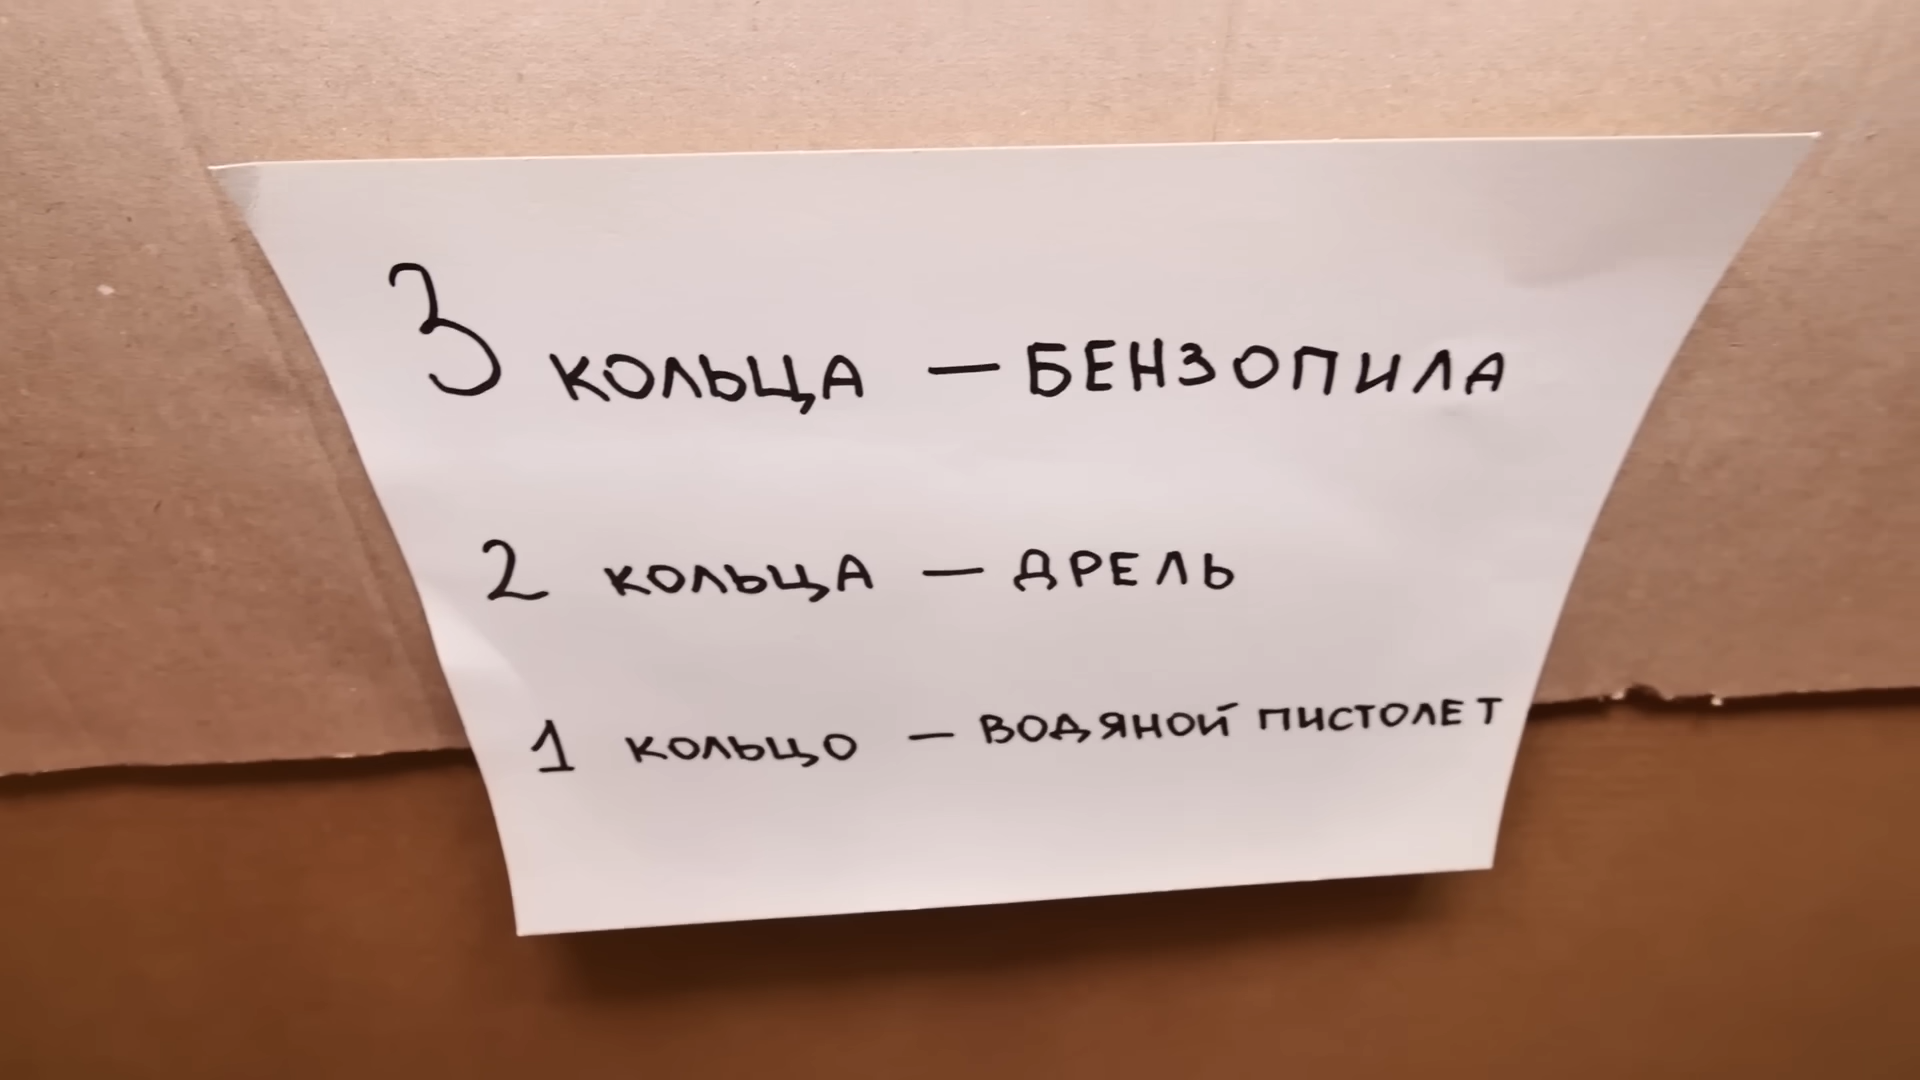 3 КОЛЬЦА — БЕНЗОПИЛА
2 КОЛЬЦА — ДРЕЛЬ
1 КОЛЬЦО — ВОДЯНОЙ ПИСТОЛЕТ